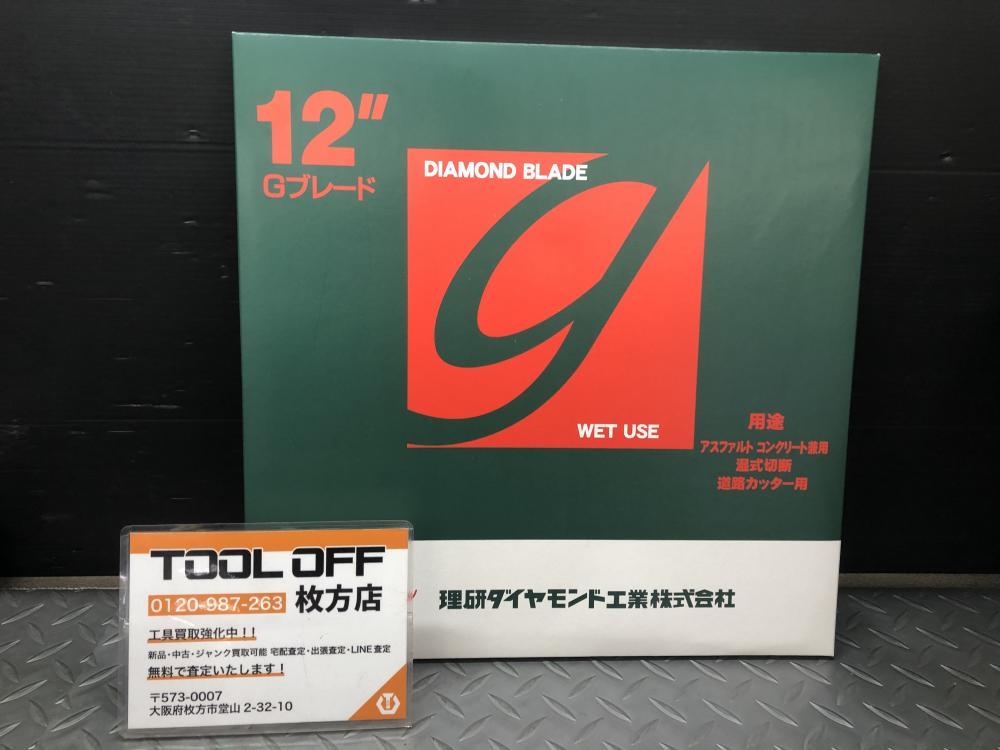 12"
Gブレード
DIAMOND BLADE
g
WET USE
用途
アスファルト コンクリート兼用
湿式切断
道路カッター用
理研ダイヤモンド工業株式会社
TOOL OFF
0120-987-263 枚方店
工具買取強化中!!
新品・中古・ジャンク買取可能 宅配査定・出張査定・LINE査定
無料で査定いたします!
〒573-0007
大阪府枚方市堂山 2-32-10